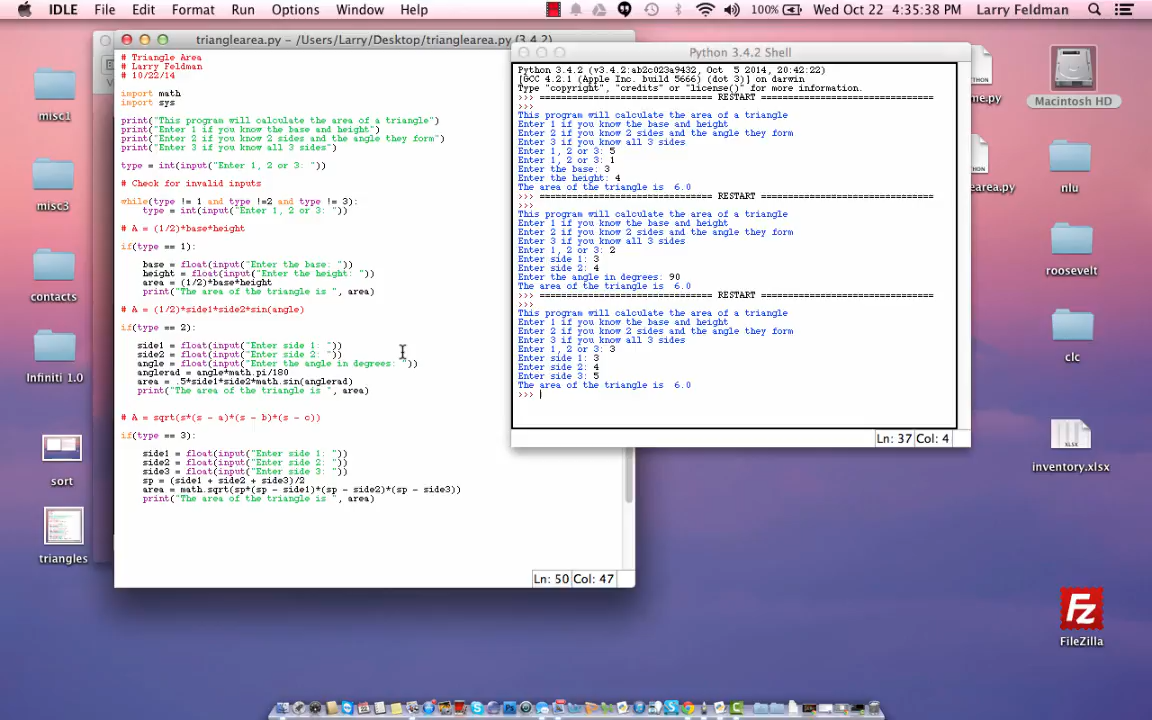 IDLE File Edit Format Run Options Window Help 100% Wed Oct 22 4:35:38 PM Larry Feldman
trianglearea.py - /Users/Larry/Desktop/trianglearea.py (3.4.2)
# Triangle Area
# Larry Feldman
# 10/22/14
import math
import sys
print("This program will calculate the area of a triangle")
print("Enter 1 if you know the base and height")
print("Enter 2 if you know 2 sides and the angle they form")
print("Enter 3 if you know all 3 sides")
type = int(input("Enter 1, 2 or 3: "))
# Check for invalid inputs
while(type != 1 and type !=2 and type != 3):
type = int(input("Enter 1, 2 or 3: "))
# A = (1/2)*base*height
if(type == 1):
base = float(input("Enter the base: "))
height = float(input("Enter the height: "))
area = (1/2)*base*height
print("The area of the triangle is ", area)
# A = (1/2)*side1*side2*sin(angle)
if(type == 2):
side1 = float(input("Enter side 1: "))
side2 = float(input("Enter side 2: "))
angle = float(input("Enter the angle in degrees: "))
anglerad = angle*math.pi/180
area = .5*side1*side2*math.sin(anglerad)
print("The area of the triangle is ", area)
# A = sqrt(s*(s - a)*(s - b)*(s - c))
if(type == 3):
side1 = float(input("Enter side 1: "))
side2 = float(input("Enter side 2: "))
side3 = float(input("Enter side 3: "))
sp = (side1 + side2 + side3)/2
area = math.sqrt(sp*(sp - side1)*(sp - side2)*(sp - side3))
print("The area of the triangle is ", area)
Ln: 50 Col: 47
Python 3.4.2 Shell
Python 3.4.2 (v3.4.2:ab2c023a9432, Oct 5 2014, 20:42:22)
[GCC 4.2.1 (Apple Inc. build 5666) (dot 3)] on darwin
Type "copyright", "credits" or "license()" for more information.
>>> ================================ RESTART ================================
>>>
This program will calculate the area of a triangle
Enter 1 if you know the base and height
Enter 2 if you know 2 sides and the angle they form
Enter 3 if you know all 3 sides
Enter 1, 2 or 3: 5
Enter 1, 2 or 3: 1
Enter the base: 3
Enter the height: 4
The area of the triangle is  6.0
>>> ================================ RESTART ================================
>>>
This program will calculate the area of a triangle
Enter 1 if you know the base and height
Enter 2 if you know 2 sides and the angle they form
Enter 3 if you know all 3 sides
Enter 1, 2 or 3: 2
Enter side 1: 3
Enter side 2: 4
Enter the angle in degrees: 90
The area of the triangle is  6.0
>>> ================================ RESTART ================================
>>>
This program will calculate the area of a triangle
Enter 1 if you know the base and height
Enter 2 if you know 2 sides and the angle they form
Enter 3 if you know all 3 sides
Enter 1, 2 or 3: 3
Enter side 1: 3
Enter side 2: 4
Enter side 3: 5
The area of the triangle is  6.0
>>>
Ln: 37 Col: 4
misc1
misc3
contacts
Infiniti 1.0
sort
triangles
Macintosh HD
nlu
roosevelt
clc
XLSX
inventory.xlsx
Fz
FileZilla